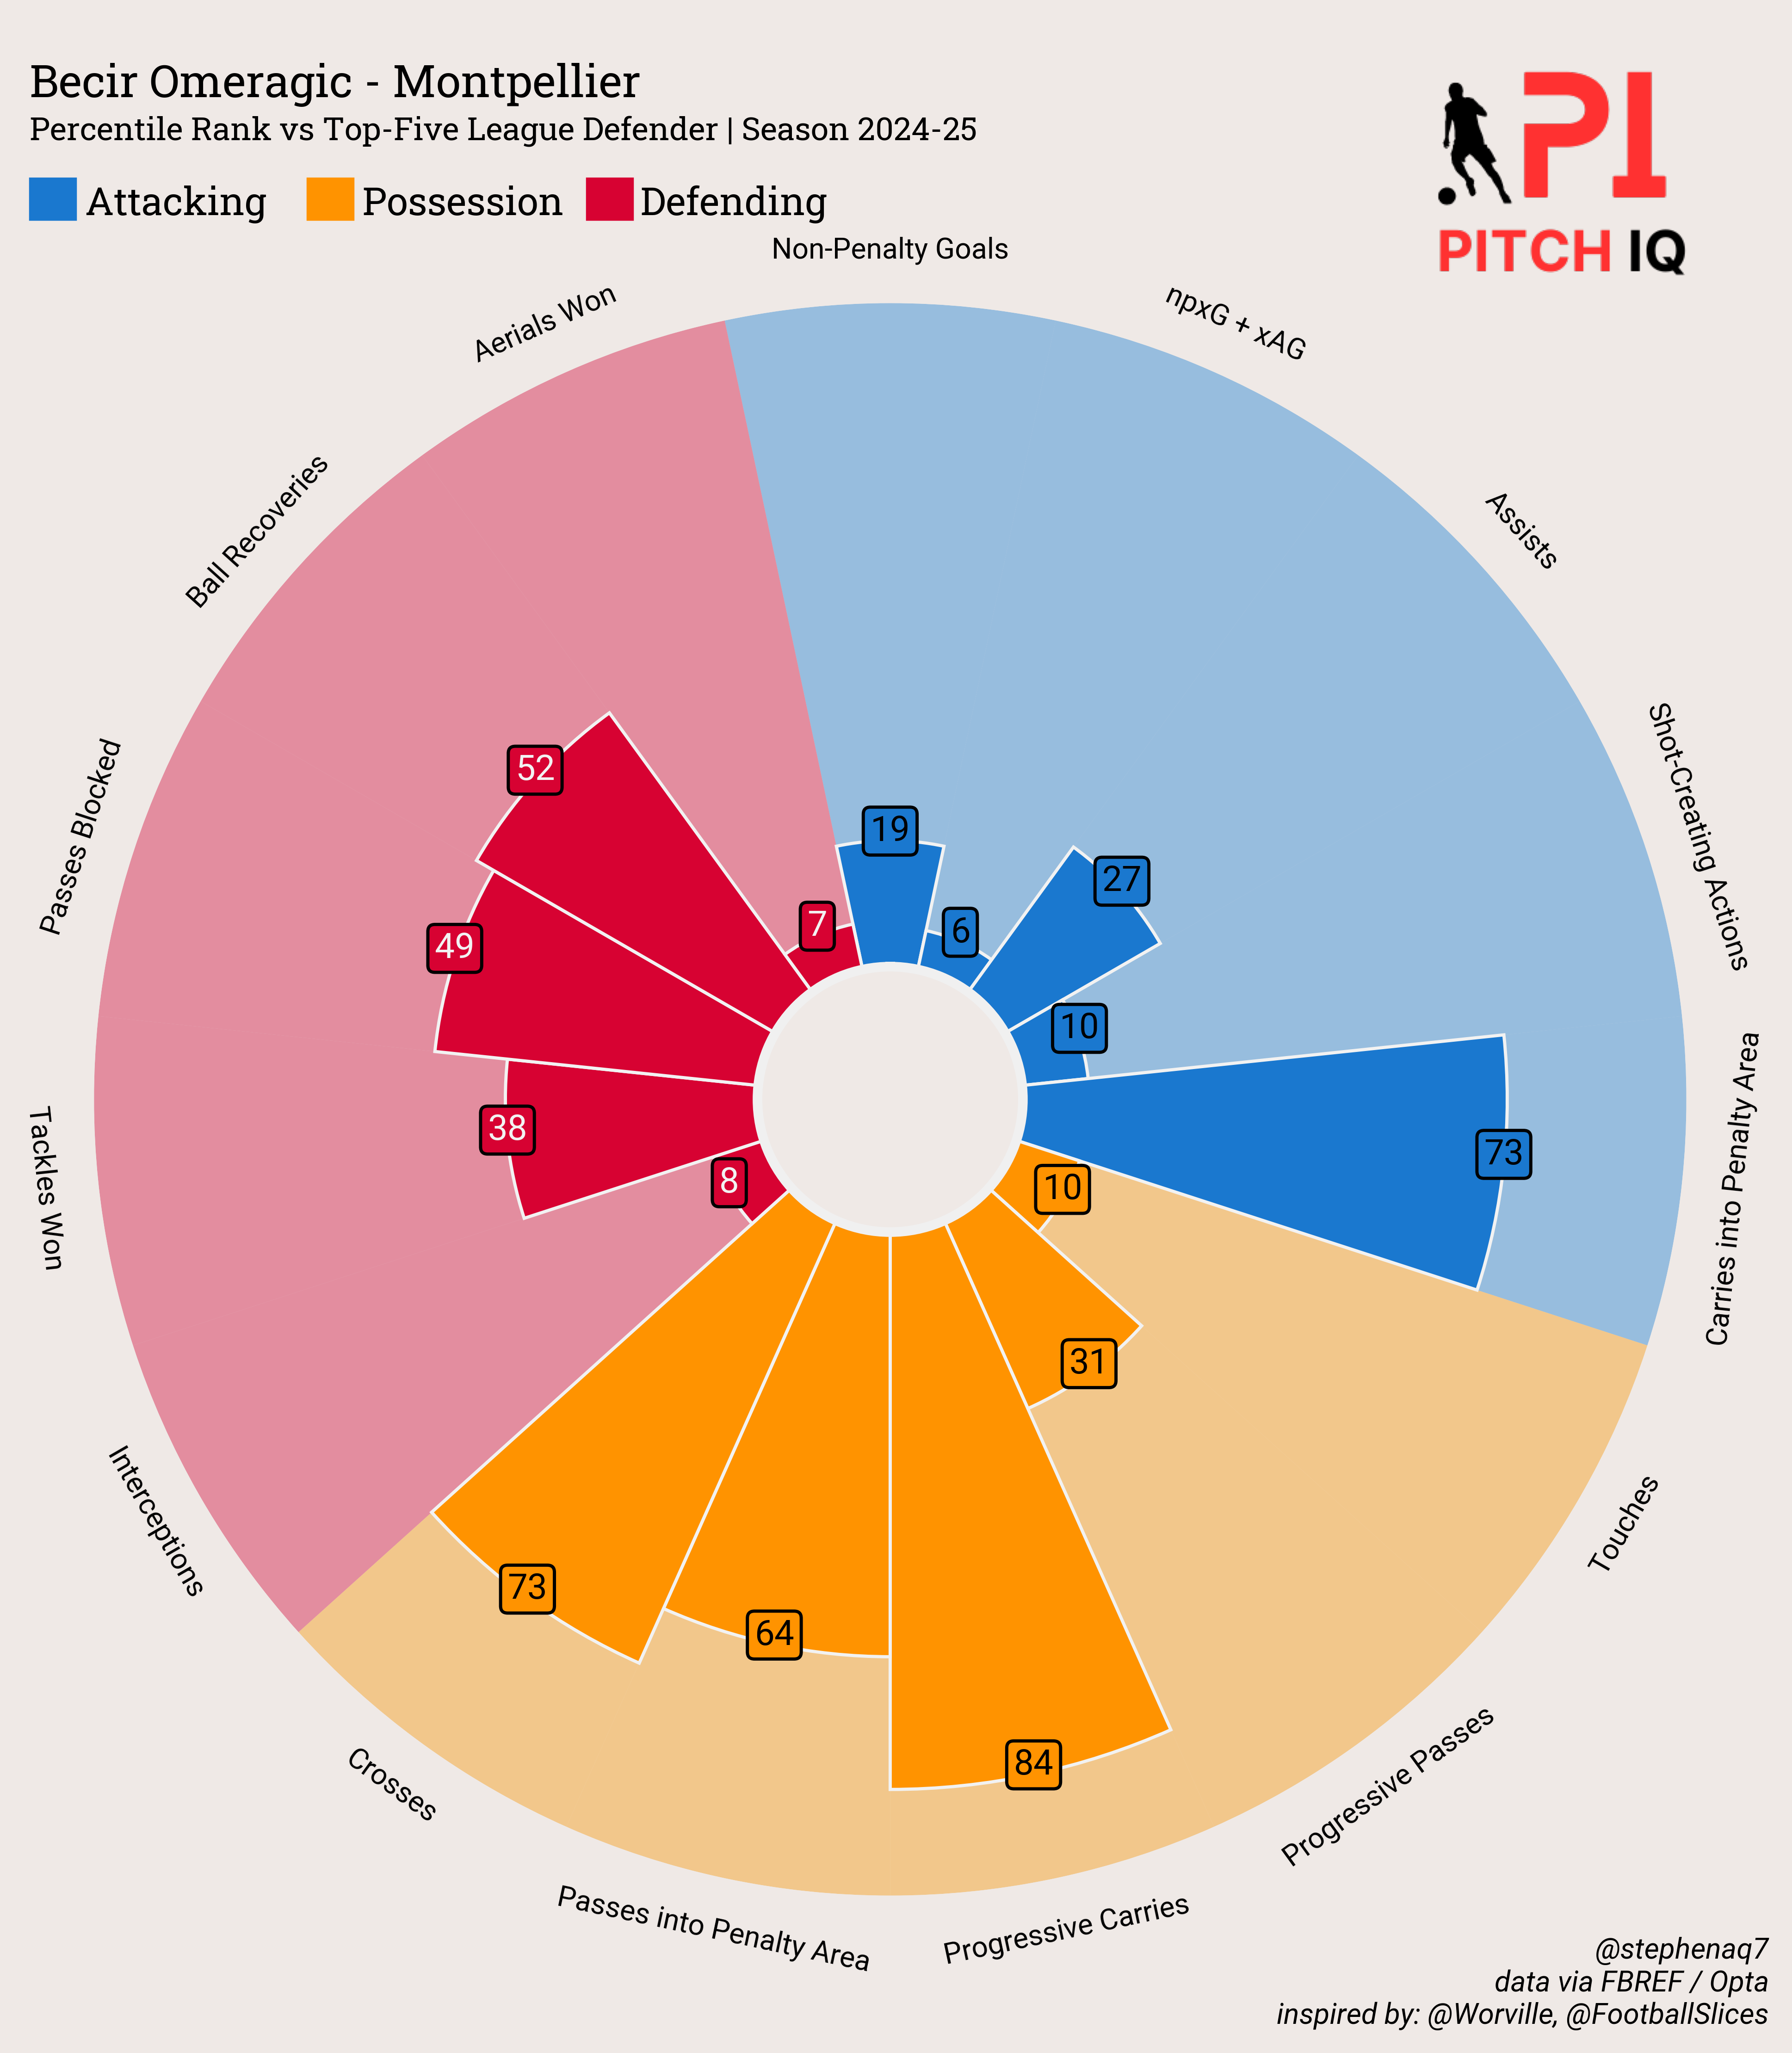 Becir Omeragic - Montpellier
Percentile Rank vs Top-Five League Defender | Season 2024-25
Attacking
Possession
Defending
PI
PITCH IQ
Non-Penalty Goals
npxG + xAG
Assists
Shot-Creating Actions
Carries into Penalty Area
Touches
Progressive Passes
Progressive Carries
Passes into Penalty Area
Crosses
Interceptions
Tackles Won
Passes Blocked
Ball Recoveries
Aerials Won
19
6
27
10
73
10
31
84
64
73
8
38
49
52
7
@stephenaq7
data via FBREF / Opta
inspired by: @Worville, @FootballSlices